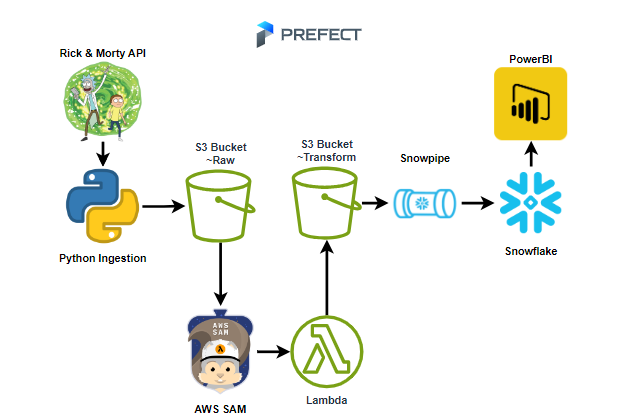 PREFECT
Rick & Morty API
PowerBI
S3 Bucket
~Raw
S3 Bucket
~Transform
Snowpipe
Python Ingestion
Snowflake
AWS
SAM
AWS SAM
Lambda